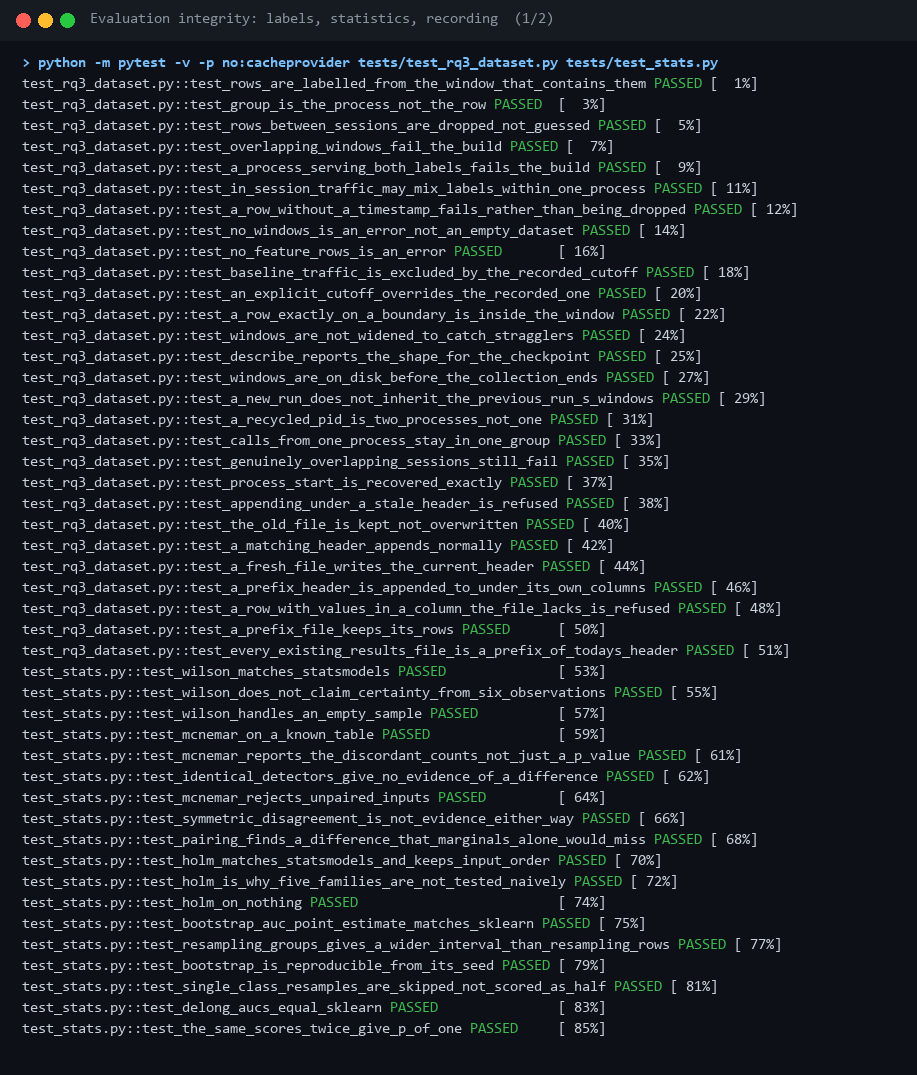 Evaluation integrity: labels, statistics, recording (1/2)
> python -m pytest -v -p no:cacheprovider tests/test_rq3_dataset.py tests/test_stats.py
test_rq3_dataset.py::test_rows_are_labelled_from_the_window_that_contains_them PASSED [  1%]
test_rq3_dataset.py::test_group_is_the_process_not_the_row PASSED  [  3%]
test_rq3_dataset.py::test_rows_between_sessions_are_dropped_not_guessed PASSED [  5%]
test_rq3_dataset.py::test_overlapping_windows_fail_the_build PASSED [  7%]
test_rq3_dataset.py::test_a_process_serving_both_labels_fails_the_build PASSED [  9%]
test_rq3_dataset.py::test_in_session_traffic_may_mix_labels_within_one_process PASSED [ 11%]
test_rq3_dataset.py::test_a_row_without_a_timestamp_fails_rather_than_being_dropped PASSED [ 12%]
test_rq3_dataset.py::test_no_windows_is_an_error_not_an_empty_dataset PASSED [ 14%]
test_rq3_dataset.py::test_no_feature_rows_is_an_error PASSED       [ 16%]
test_rq3_dataset.py::test_baseline_traffic_is_excluded_by_the_recorded_cutoff PASSED [ 18%]
test_rq3_dataset.py::test_an_explicit_cutoff_overrides_the_recorded_one PASSED [ 20%]
test_rq3_dataset.py::test_a_row_exactly_on_a_boundary_is_inside_the_window PASSED [ 22%]
test_rq3_dataset.py::test_windows_are_not_widened_to_catch_stragglers PASSED [ 24%]
test_rq3_dataset.py::test_describe_reports_the_shape_for_the_checkpoint PASSED [ 25%]
test_rq3_dataset.py::test_windows_are_on_disk_before_the_collection_ends PASSED [ 27%]
test_rq3_dataset.py::test_a_new_run_does_not_inherit_the_previous_run_s_windows PASSED [ 29%]
test_rq3_dataset.py::test_a_recycled_pid_is_two_processes_not_one PASSED [ 31%]
test_rq3_dataset.py::test_calls_from_one_process_stay_in_one_group PASSED [ 33%]
test_rq3_dataset.py::test_genuinely_overlapping_sessions_still_fail PASSED [ 35%]
test_rq3_dataset.py::test_process_start_is_recovered_exactly PASSED [ 37%]
test_rq3_dataset.py::test_appending_under_a_stale_header_is_refused PASSED [ 38%]
test_rq3_dataset.py::test_the_old_file_is_kept_not_overwritten PASSED [ 40%]
test_rq3_dataset.py::test_a_matching_header_appends_normally PASSED [ 42%]
test_rq3_dataset.py::test_a_fresh_file_writes_the_current_header PASSED [ 44%]
test_rq3_dataset.py::test_a_prefix_header_is_appended_to_under_its_own_columns PASSED [ 46%]
test_rq3_dataset.py::test_a_row_with_values_in_a_column_the_file_lacks_is_refused PASSED [ 48%]
test_rq3_dataset.py::test_a_prefix_file_keeps_its_rows PASSED      [ 50%]
test_rq3_dataset.py::test_every_existing_results_file_is_a_prefix_of_todays_header PASSED [ 51%]
test_stats.py::test_wilson_matches_statsmodels PASSED              [ 53%]
test_stats.py::test_wilson_does_not_claim_certainty_from_six_observations PASSED [ 55%]
test_stats.py::test_wilson_handles_an_empty_sample PASSED          [ 57%]
test_stats.py::test_mcnemar_on_a_known_table PASSED                [ 59%]
test_stats.py::test_mcnemar_reports_the_discordant_counts_not_just_a_p_value PASSED [ 61%]
test_stats.py::test_identical_detectors_give_no_evidence_of_a_difference PASSED [ 62%]
test_stats.py::test_mcnemar_rejects_unpaired_inputs PASSED         [ 64%]
test_stats.py::test_symmetric_disagreement_is_not_evidence_either_way PASSED [ 66%]
test_stats.py::test_pairing_finds_a_difference_that_marginals_alone_would_miss PASSED [ 68%]
test_stats.py::test_holm_matches_statsmodels_and_keeps_input_order PASSED [ 70%]
test_stats.py::test_holm_is_why_five_families_are_not_tested_naively PASSED [ 72%]
test_stats.py::test_holm_on_nothing PASSED                         [ 74%]
test_stats.py::test_bootstrap_auc_point_estimate_matches_sklearn PASSED [ 75%]
test_stats.py::test_resampling_groups_gives_a_wider_interval_than_resampling_rows PASSED [ 77%]
test_stats.py::test_bootstrap_is_reproducible_from_its_seed PASSED [ 79%]
test_stats.py::test_single_class_resamples_are_skipped_not_scored_as_half PASSED [ 81%]
test_stats.py::test_delong_aucs_equal_sklearn PASSED               [ 83%]
test_stats.py::test_the_same_scores_twice_give_p_of_one PASSED     [ 85%]